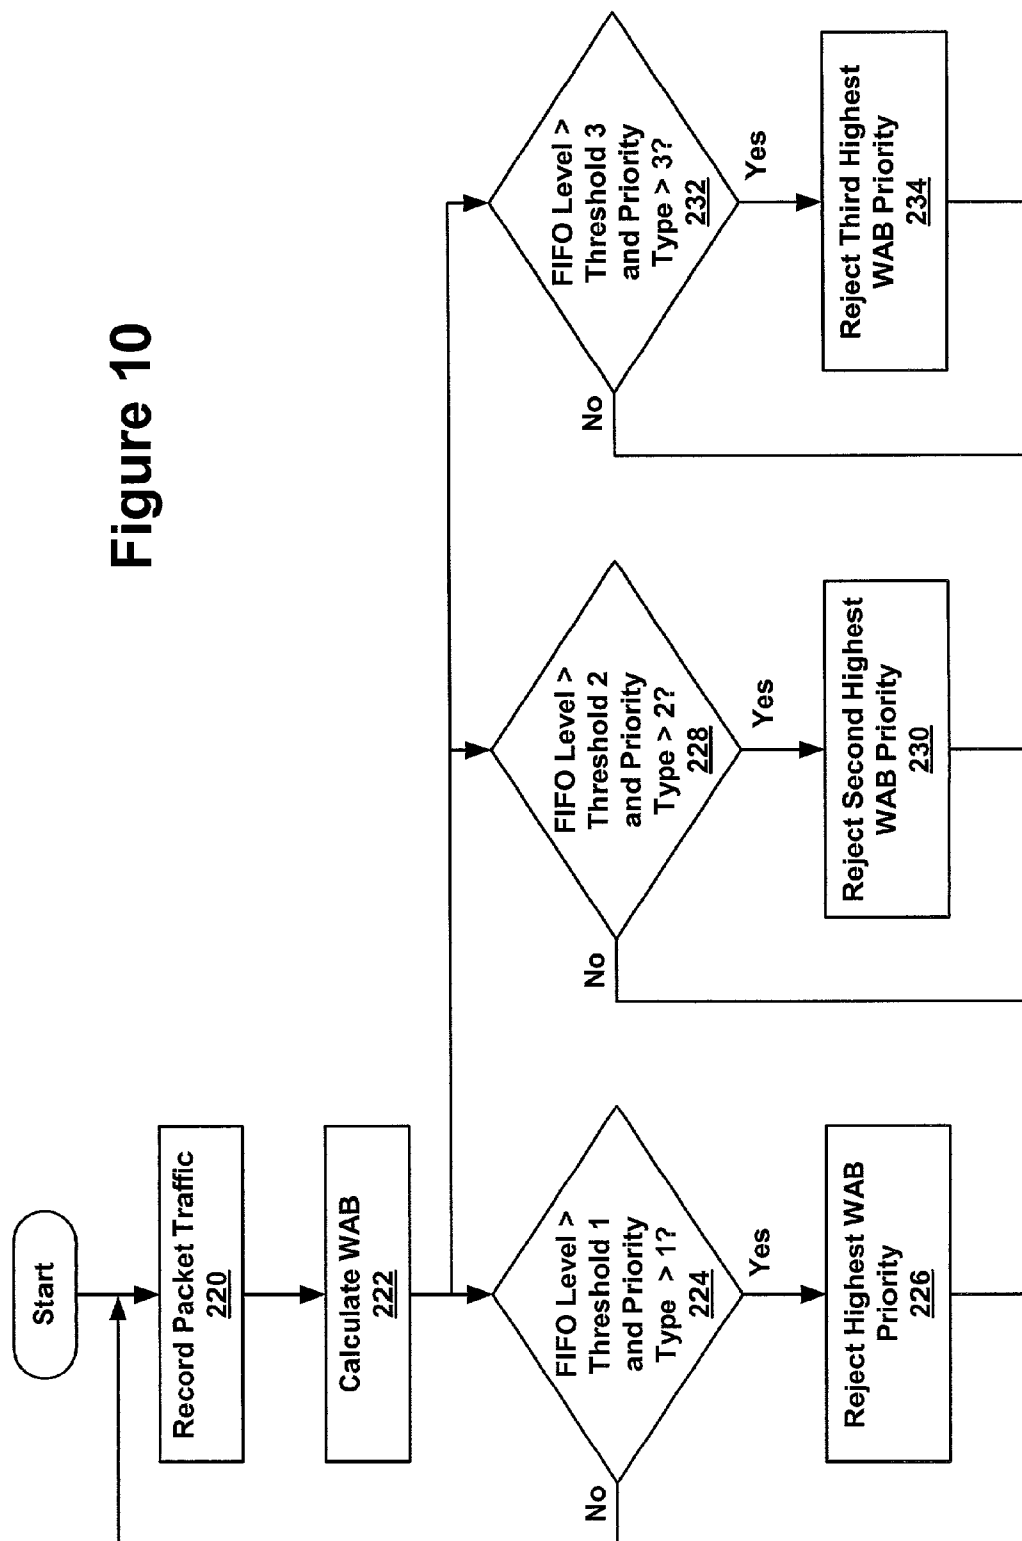 Figure 10
Start
Record Packet Traffic
220
Calculate WAB
222
FIFO Level >
Threshold 1
and Priority
Type > 1?
224
No
Yes
Reject Highest WAB
Priority
226
FIFO Level >
Threshold 2
and Priority
Type > 2?
228
No
Yes
Reject Second Highest
WAB Priority
230
FIFO Level >
Threshold 3
and Priority
Type > 3?
232
No
Yes
Reject Third Highest
WAB Priority
234